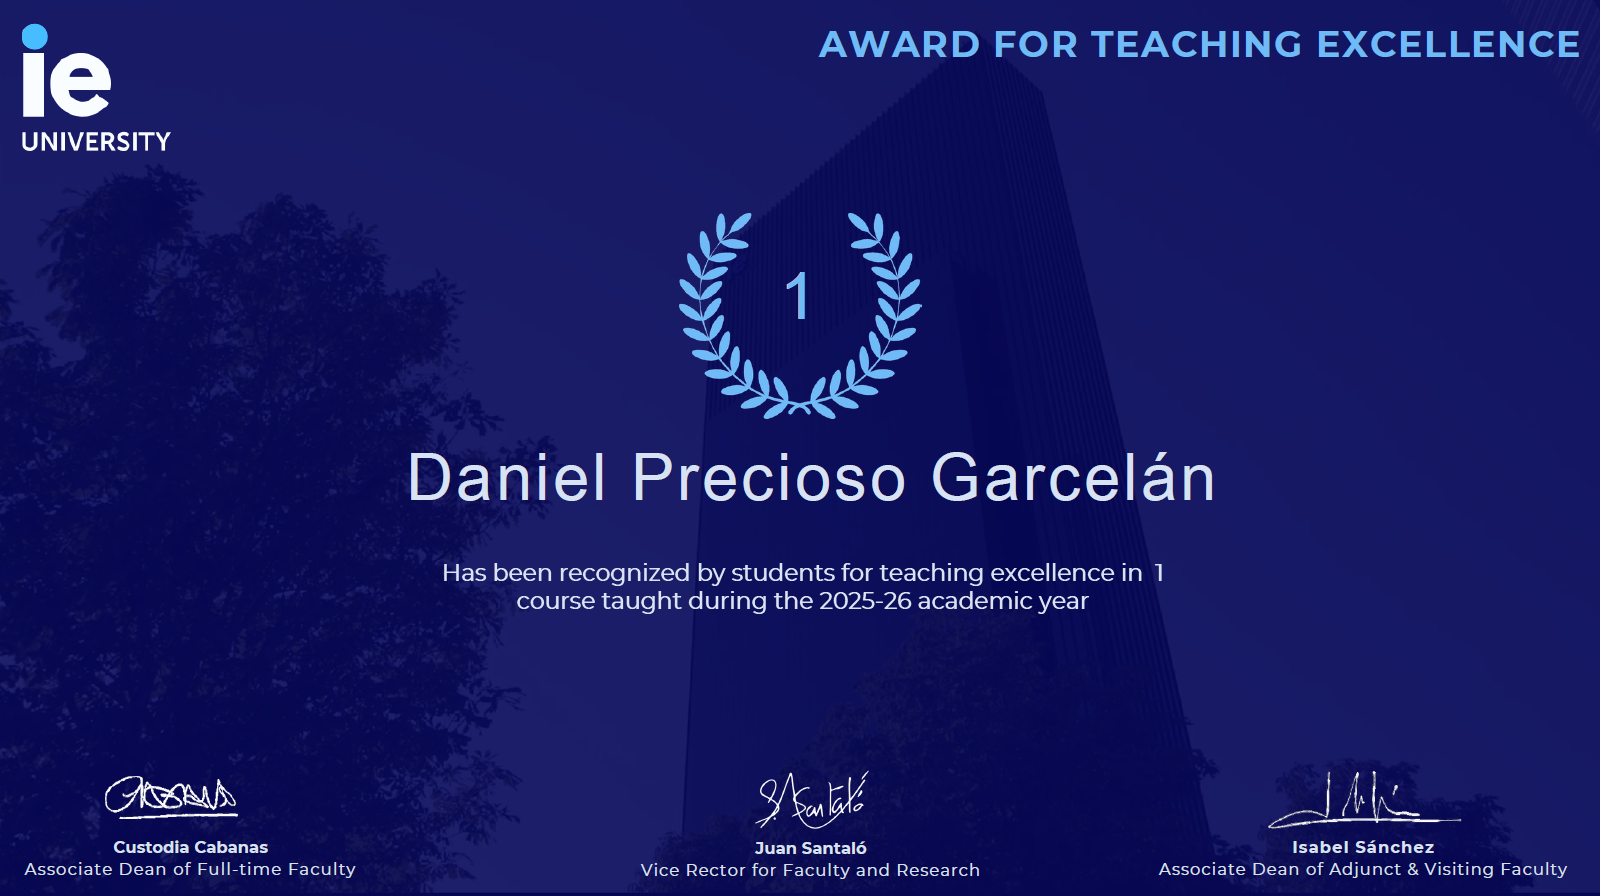 ie
UNIVERSITY
AWARD FOR TEACHING EXCELLENCE
1
Daniel Precioso Garcelán
Has been recognized by students for teaching excellence in 1
course taught during the 2025-26 academic year
Custodia Cabanas
Associate Dean of Full-time Faculty
Juan Santaló
Vice Rector for Faculty and Research
Isabel Sánchez
Associate Dean of Adjunct & Visiting Faculty